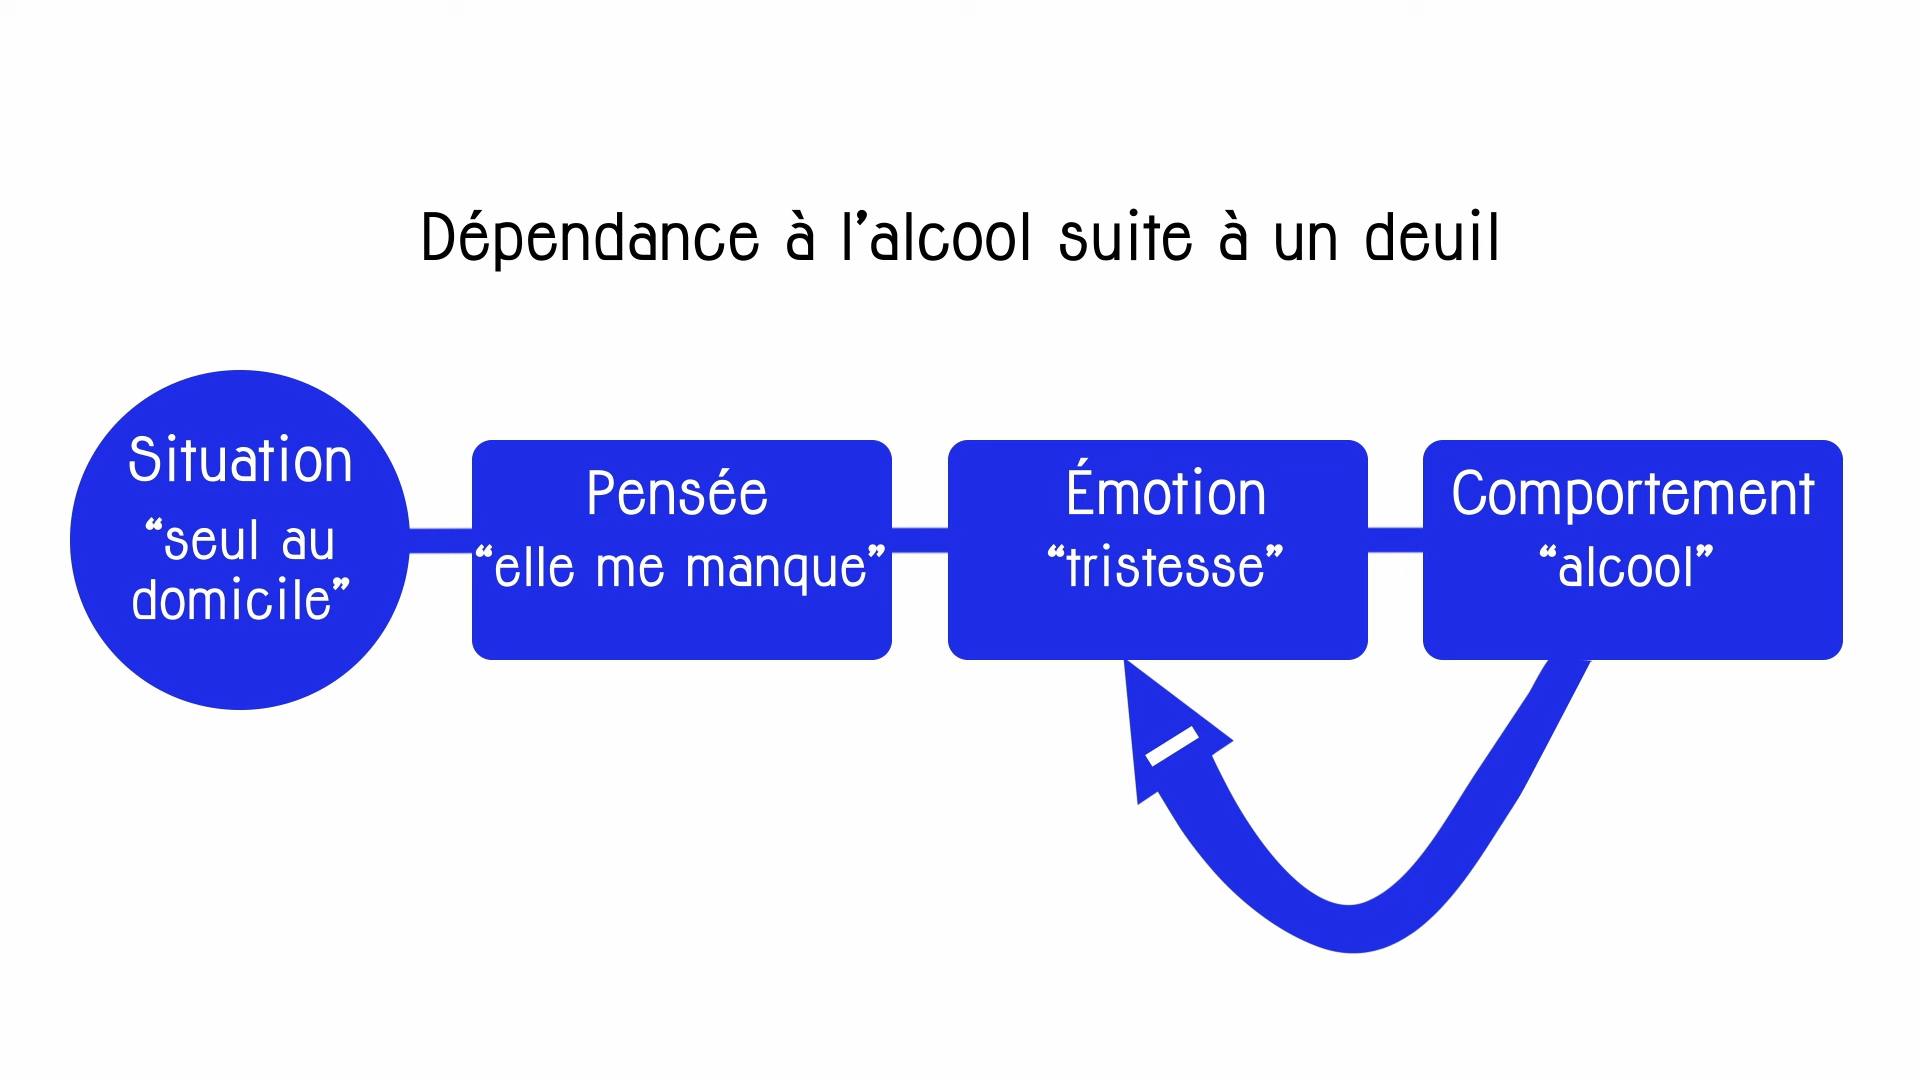 Dépendance à l’alcool suite à un deuil
Situation
“seul au
domicile”
Pensée
“elle me manque”
Émotion
“tristesse”
Comportement
“alcool”